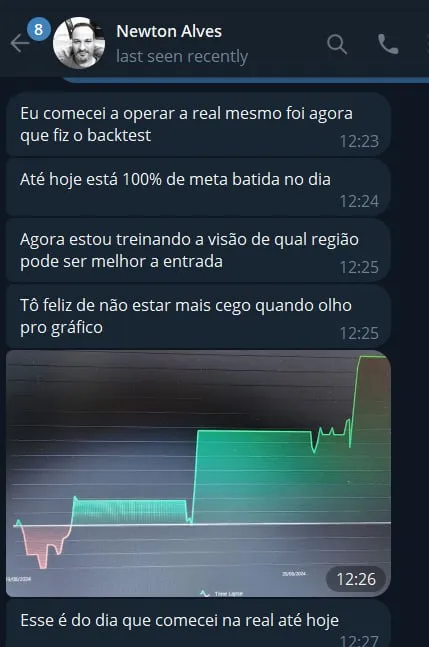 8
Newton Alves
last seen recently
Eu comecei a operar a real mesmo foi agora
que fiz o backtest
12:23
Até hoje está 100% de meta batida no dia
12:24
Agora estou treinando a visão de qual região
pode ser melhor a entrada
12:25
Tô feliz de não estar mais cego quando olho
pro gráfico
12:25
Time Lapse
12:26
Esse é do dia que comecei na real até hoje
12:27